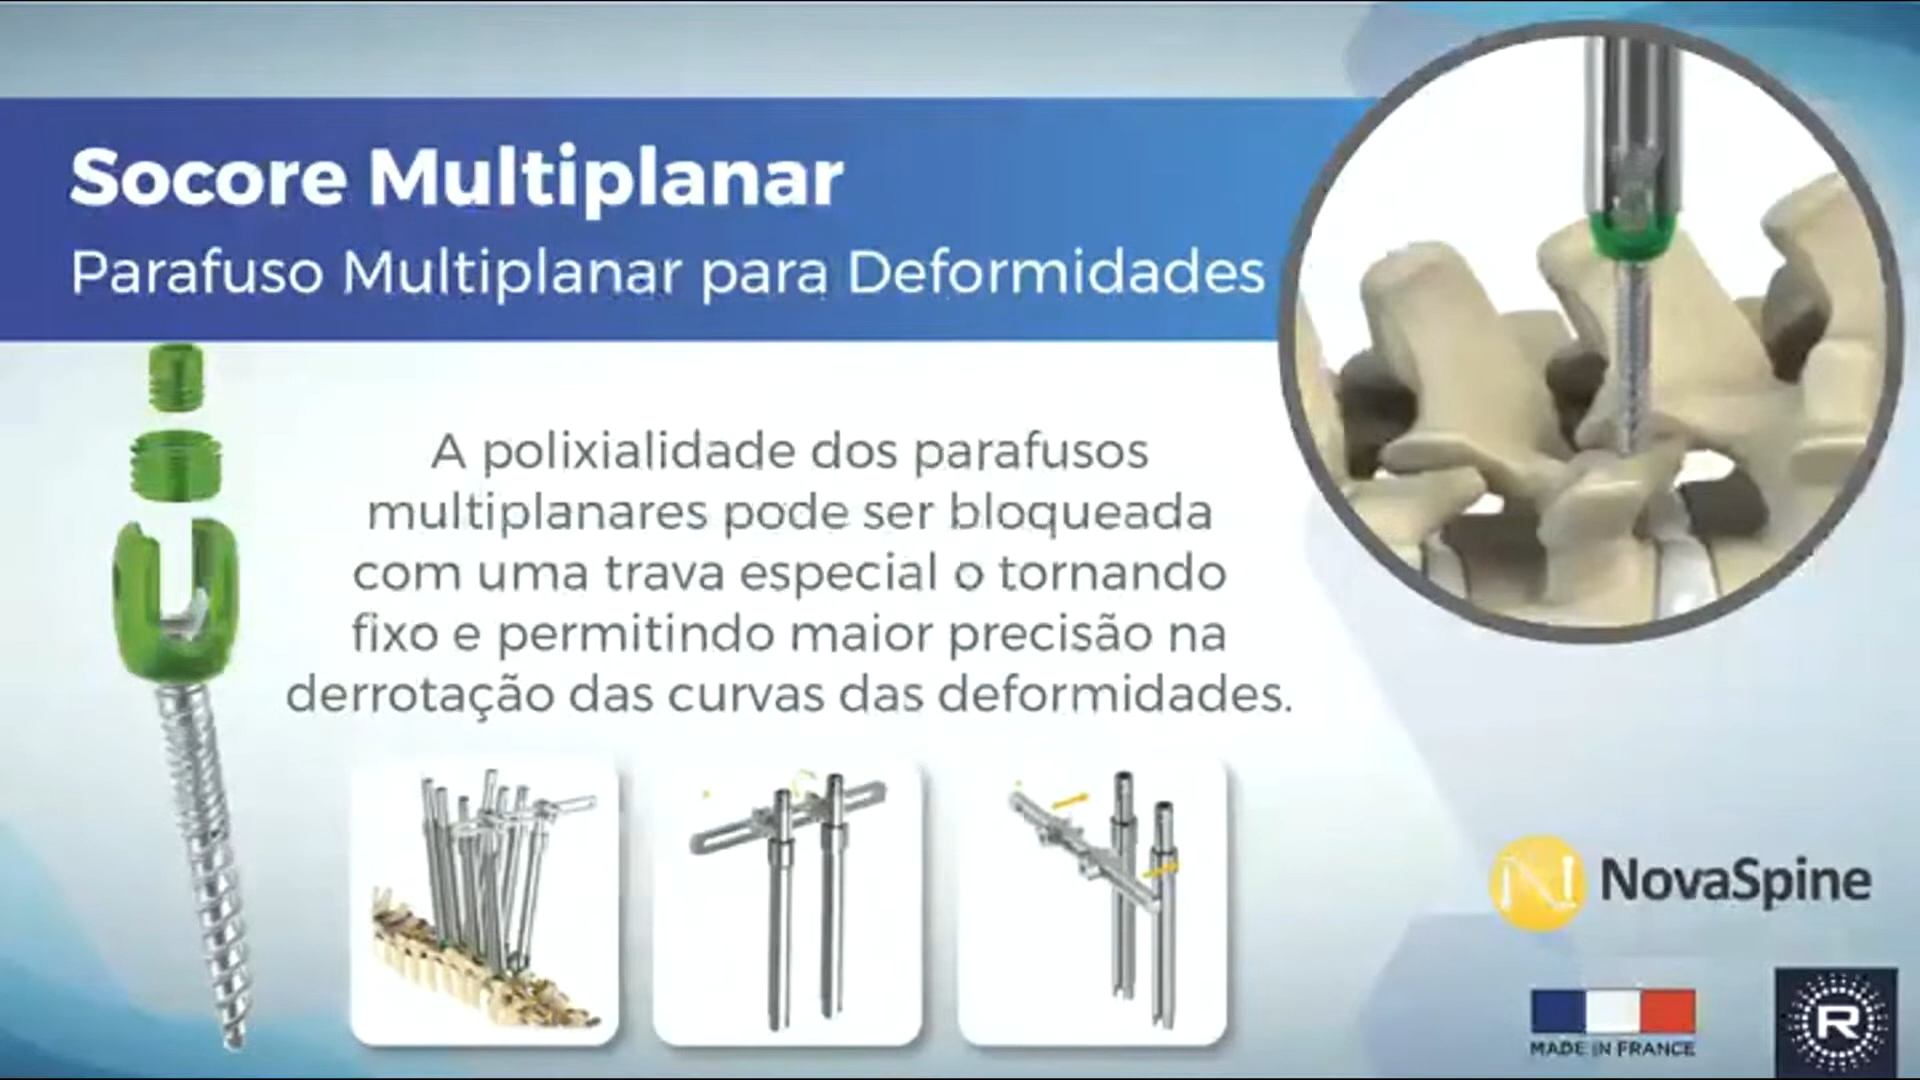 Socore Multiplanar
Parafuso Multiplanar para Deformidades
A polixialidade dos parafusos
multiplanares pode ser bloqueada
com uma trava especial o tornando
fixo e permitindo maior precisão na
derrotação das curvas das deformidades.
N NovaSpine
MADE IN FRANCE
R